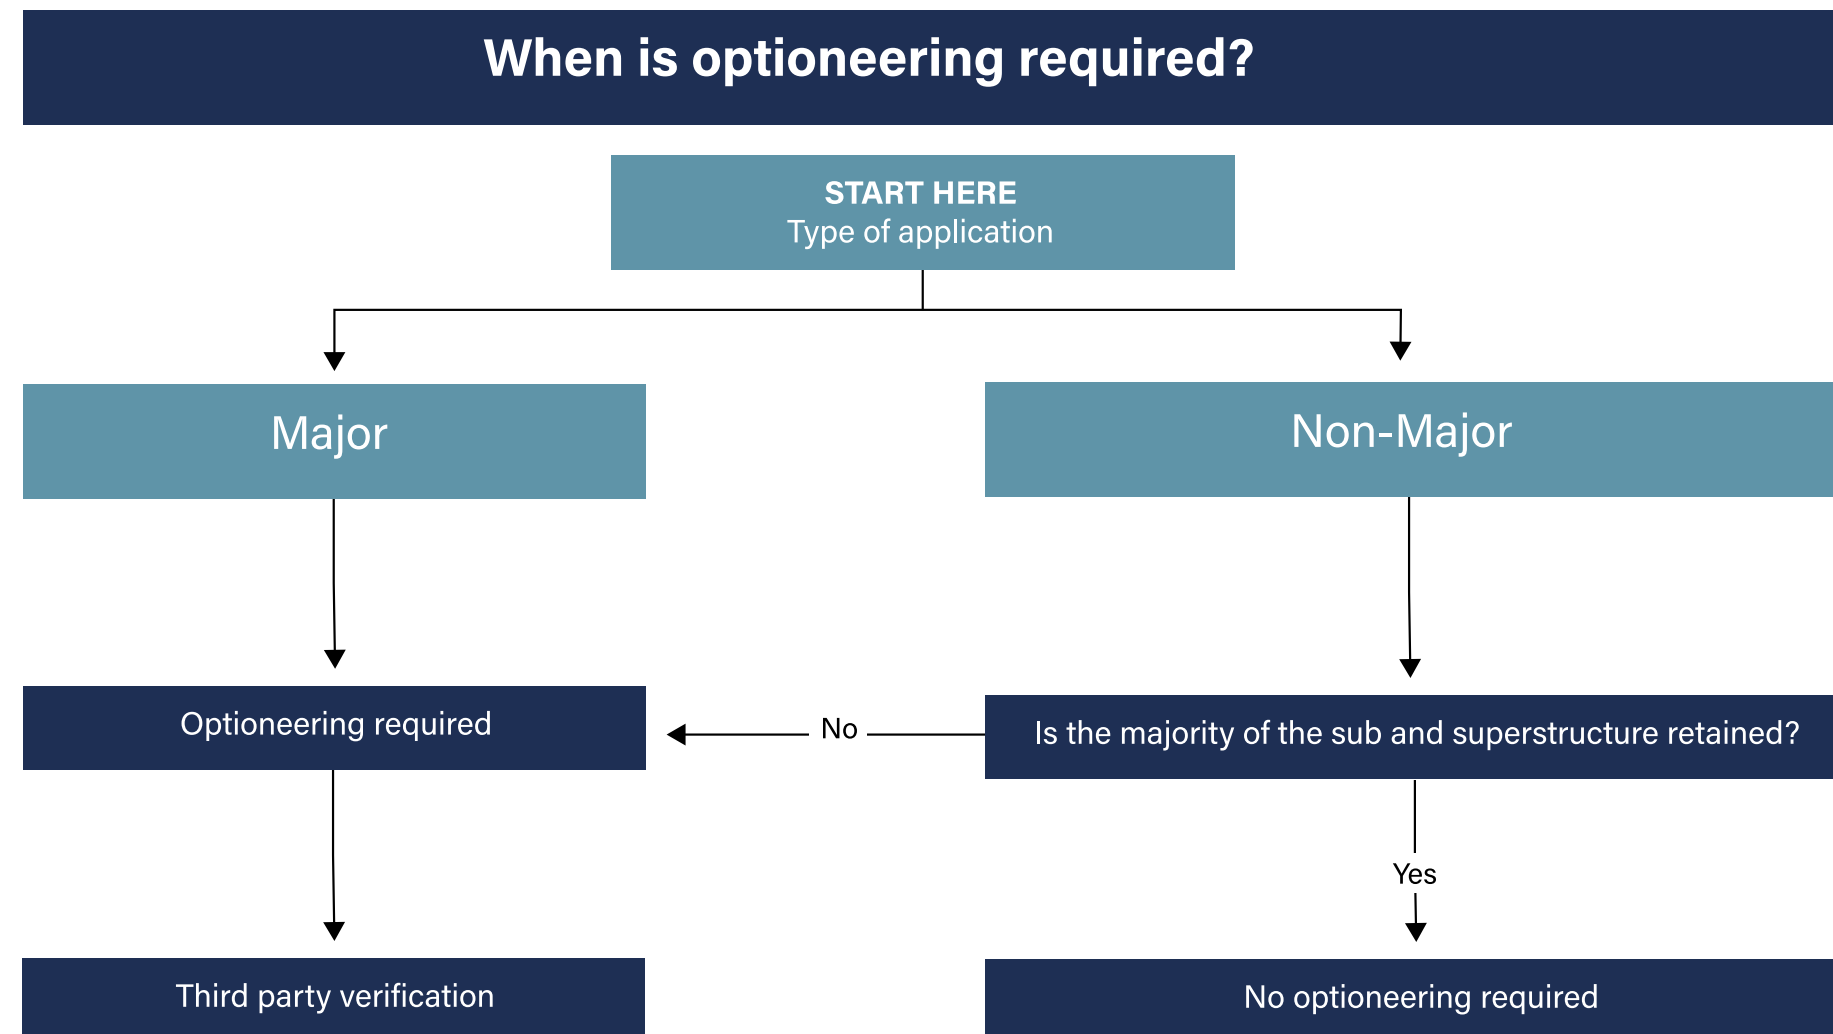 When is optioneering required?
START HERE
Type of application
Major
Non-Major
Optioneering required
No
Is the majority of the sub and superstructure retained?
Yes
Third party verification
No optioneering required